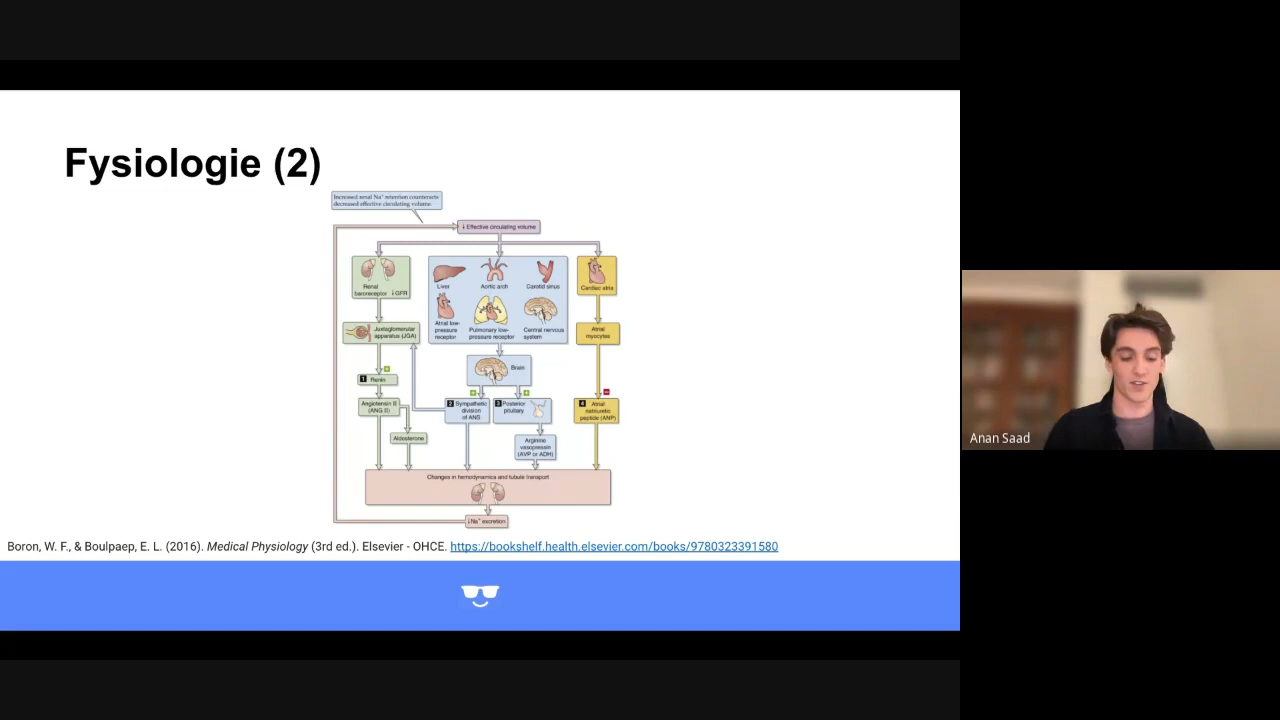 Fysiologie (2)
Increased renal Na+ retention counteracts
decreased effective circulating volume.
↓ Effective circulating volume
Renal
baroreceptor ↓GFR
Liver
Aortic arch
Carotid sinus
Cardiac atria
Atrial low-
pressure
receptor
Pulmonary low-
pressure receptor
Central nervous
system
Juxtaglomerular
apparatus (JGA)
Atrial
myocytes
Brain
+
1 Renin
+
+
-
Angiotensin II
(ANG II)
2 Sympathetic
division
of ANS
3 Posterior
pituitary
4 Atrial
natriuretic
peptide (ANP)
Aldosterone
Arginine
vasopressin
(AVP or ADH)
Changes in hemodynamics and tubule transport
↓Na+ excretion
Boron, W. F., & Boulpaep, E. L. (2016). Medical Physiology (3rd ed.). Elsevier - OHCE. https://bookshelf.health.elsevier.com/books/9780323391580
Anan Saad